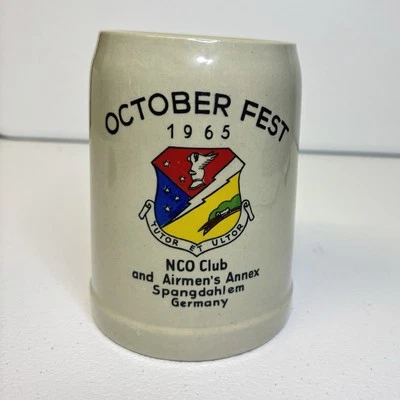 OCTOBER FEST
1965
TUTOR ET ULTOR
NCO Club
and Airmen's Annex
Spangdahlem
Germany